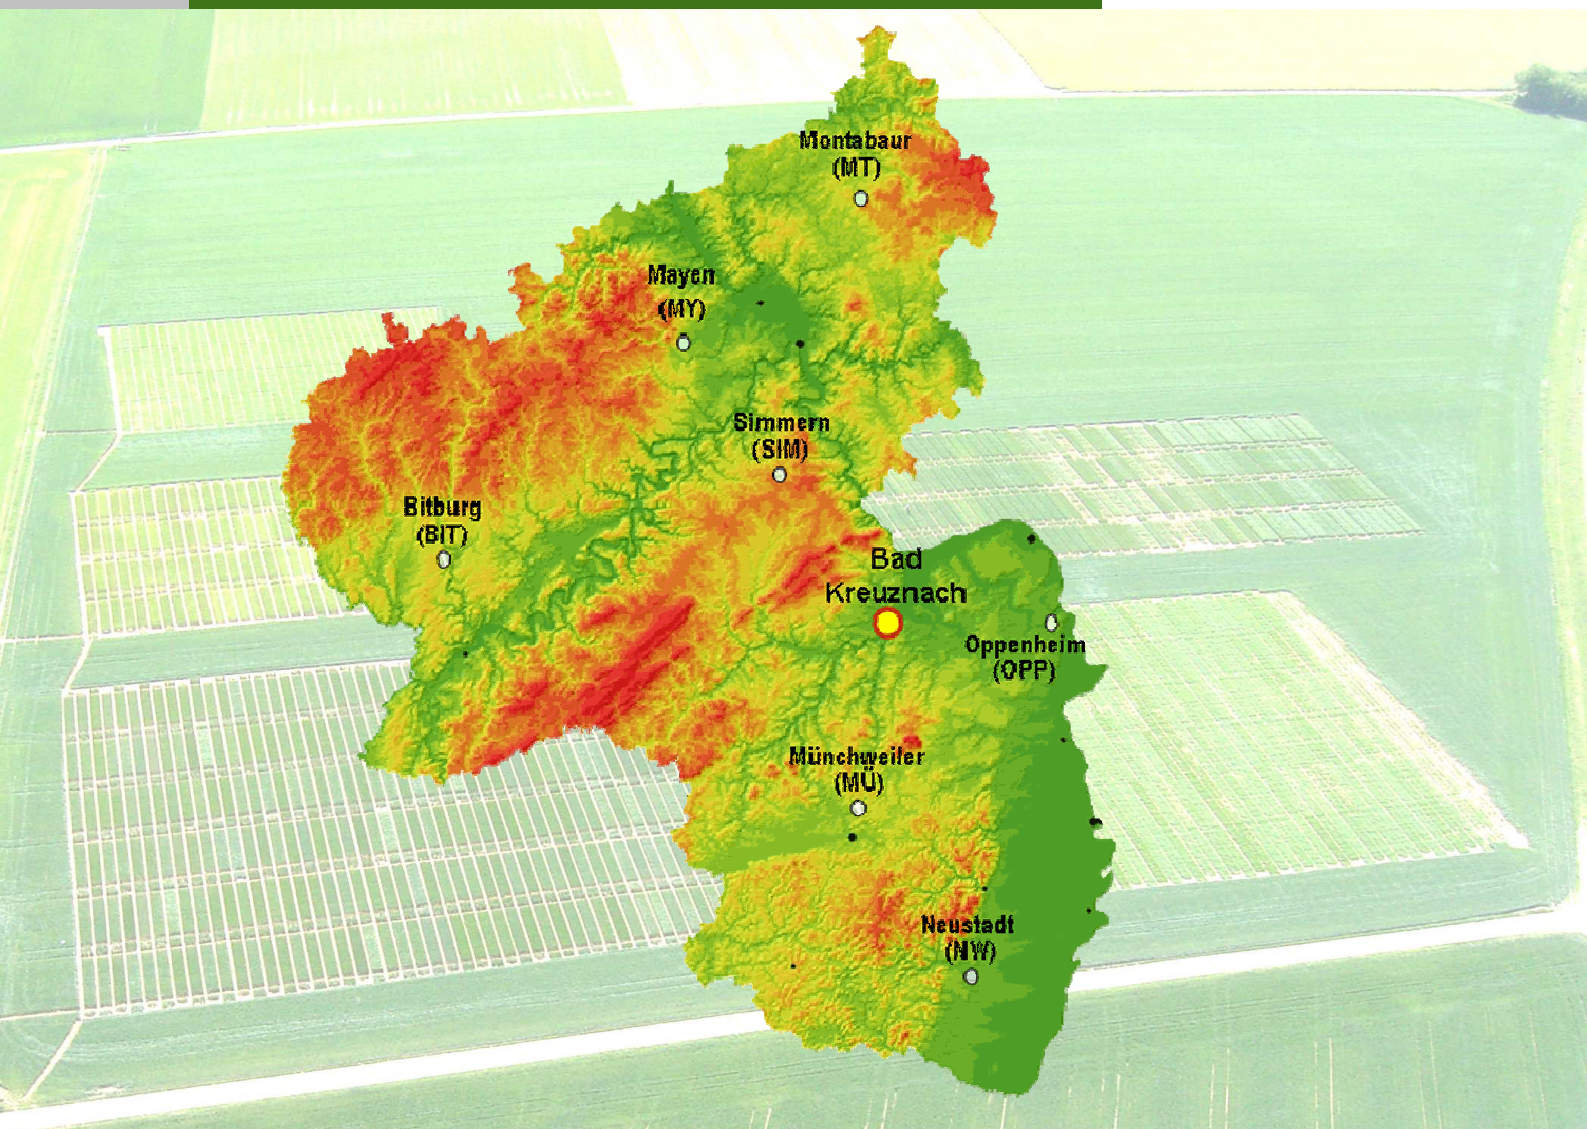 Montabaur
(MT)
Mayen
(MY)
Simmern
(SIM)
Bitburg
(BIT)
Bad
Kreuznach
Oppenheim
(OPP)
Münchweiler
(MÜ)
Neustadt
(NW)